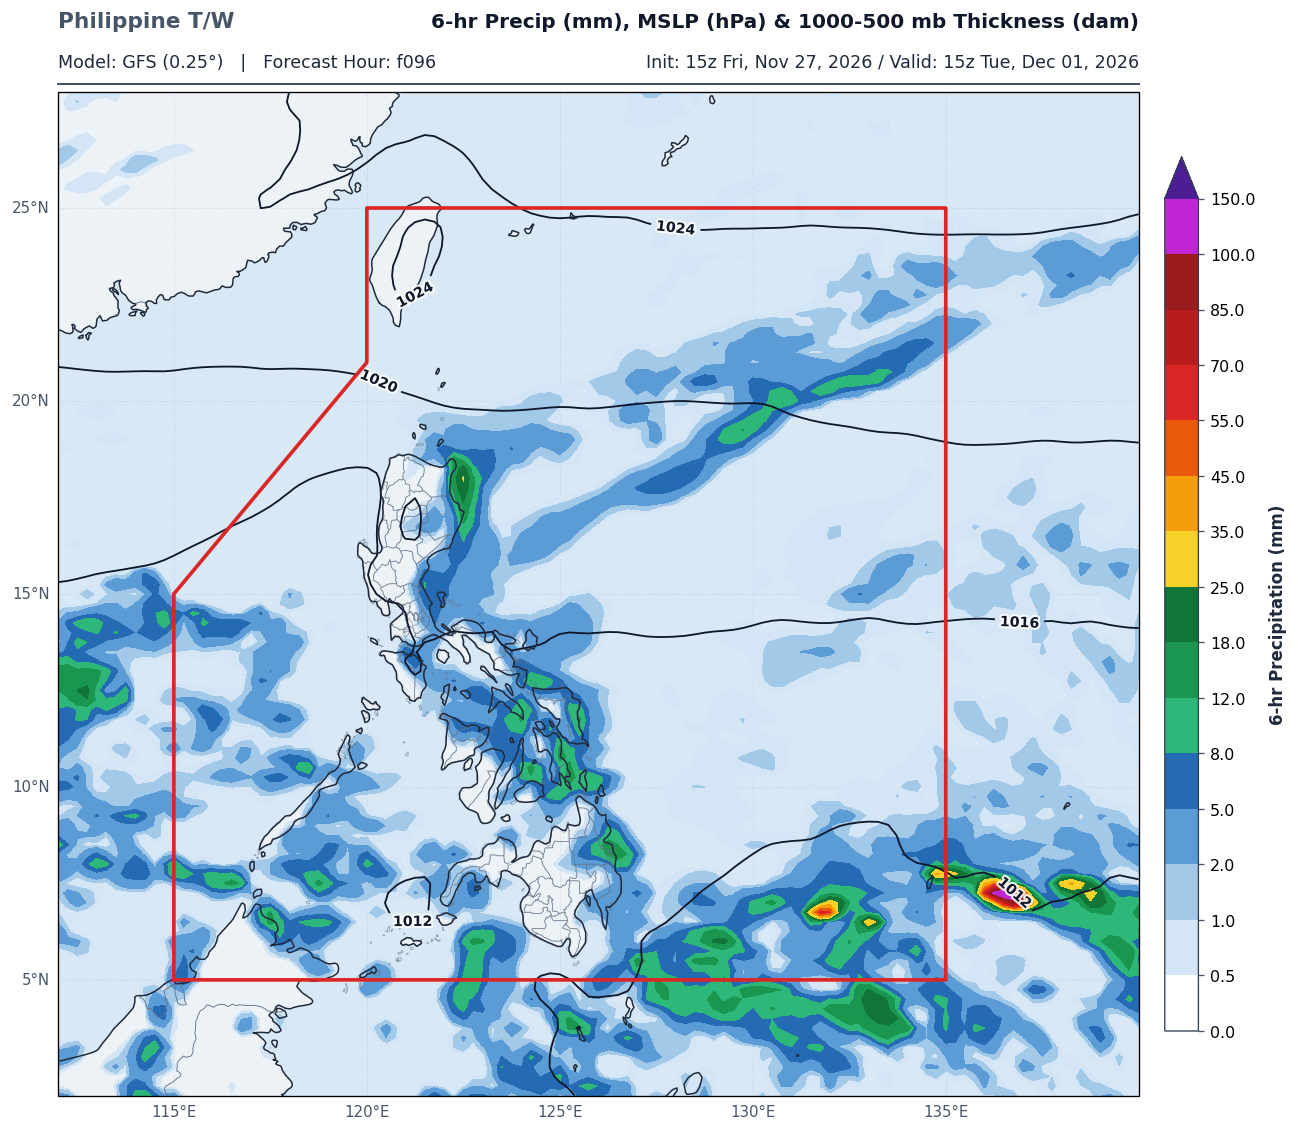 Philippine T/W
6-hr Precip (mm), MSLP (hPa) & 1000-500 mb Thickness (dam)
Model: GFS (0.25°) | Forecast Hour: f096
Init: 15z Fri, Nov 27, 2026 / Valid: 15z Tue, Dec 01, 2026
25°N
20°N
15°N
10°N
5°N
115°E
120°E
125°E
130°E
135°E
1024
1024
1020
1016
1012
1012
150.0
100.0
85.0
70.0
55.0
45.0
35.0
25.0
18.0
12.0
8.0
5.0
2.0
1.0
0.5
0.0
6-hr Precipitation (mm)